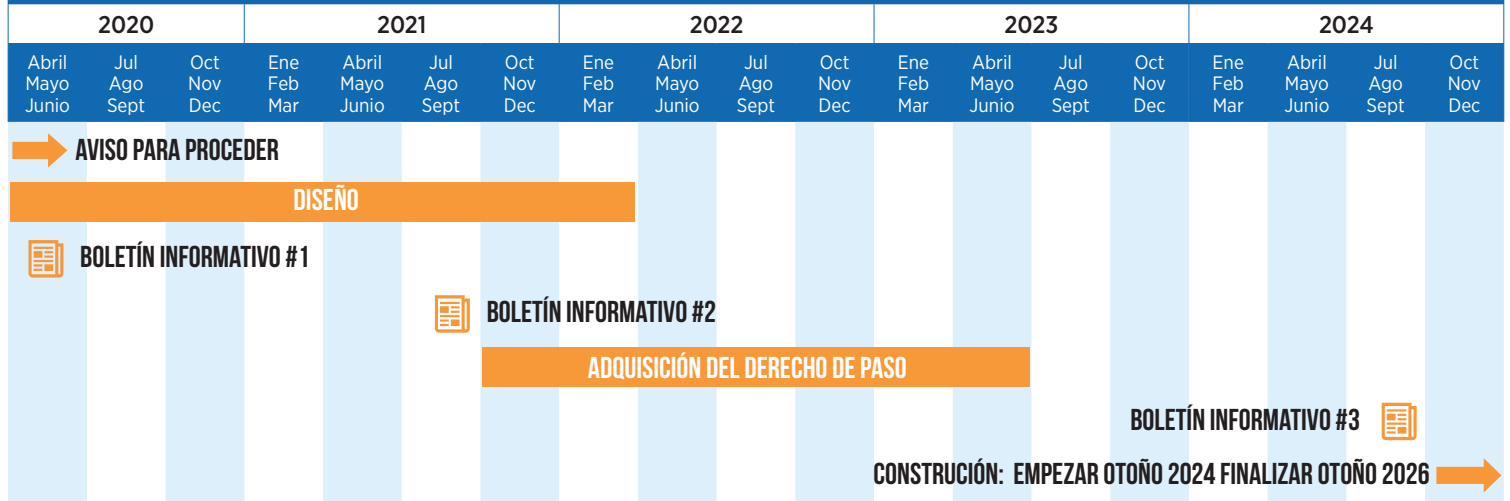 2020 2021 2022 2023 2024
Abril Jul Oct Ene Abril Jul Oct Ene Abril Jul Oct Ene Abril Jul Oct Ene Abril Jul Oct
Mayo Ago Nov Feb Mayo Ago Nov Feb Mayo Ago Nov Feb Mayo Ago Nov Feb Mayo Ago Nov
Junio Sept Dec Mar Junio Sept Dec Mar Junio Sept Dec Mar Junio Sept Dec Mar Junio Sept Dec
AVISO PARA PROCEDER
DISEÑO
BOLETÍN INFORMATIVO #1
BOLETÍN INFORMATIVO #2
ADQUISICIÓN DEL DERECHO DE PASO
BOLETÍN INFORMATIVO #3
CONSTRUCIÓN: EMPEZAR OTOÑO 2024 FINALIZAR OTOÑO 2026